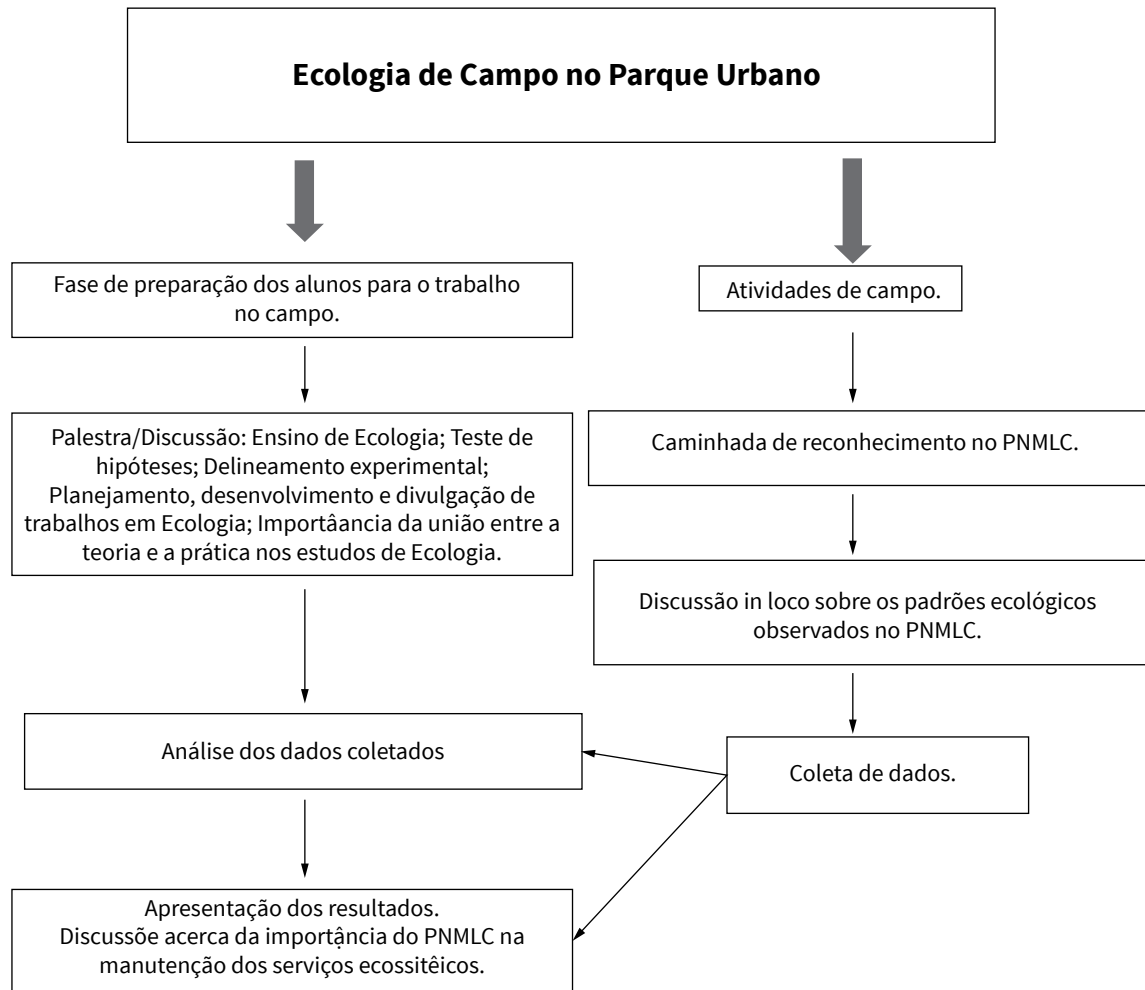 Ecologia de Campo no Parque Urbano
Fase de preparação dos alunos para o trabalho
no campo.
Palestra/Discussão: Ensino de Ecologia; Teste de
hipóteses; Delineamento experimental;
Planejamento, desenvolvimento e divulgação de
trabalhos em Ecologia; Importâancia da união entre a
teoria e a prática nos estudos de Ecologia.
Análise dos dados coletados
Apresentação dos resultados.
Discussõe acerca da importância do PNMLC na
manutenção dos serviços ecossitêicos.
Atividades de campo.
Caminhada de reconhecimento no PNMLC.
Discussão in loco sobre os padrões ecológicos
observados no PNMLC.
Coleta de dados.